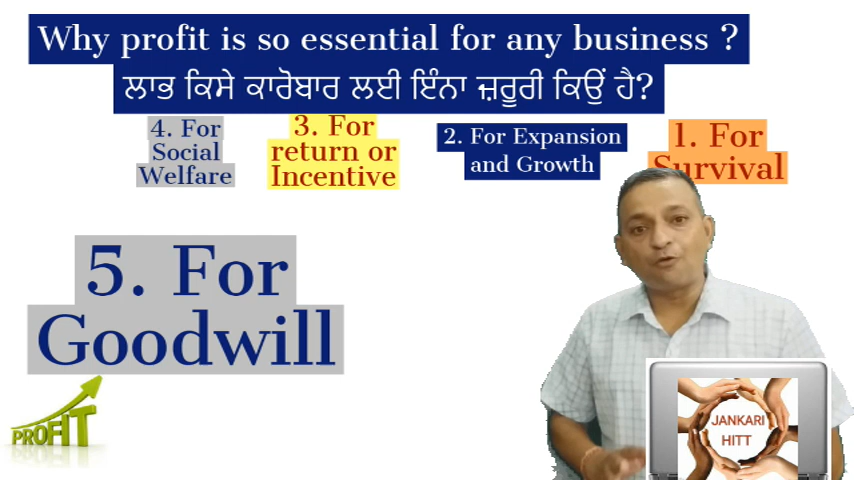 Why profit is so essential for any business ?
ਲਾਭ ਕਿਸੇ ਕਾਰੋਬਾਰ ਲਈ ਇੰਨਾ ਜ਼ਰੂਰੀ ਕਿਉਂ ਹੈ?
4. For
Social
Welfare
3. For
return or
Incentive
2. For Expansion
and Growth
1. For
Survival
5. For
Goodwill
PROFIT
JANKARI
HITT